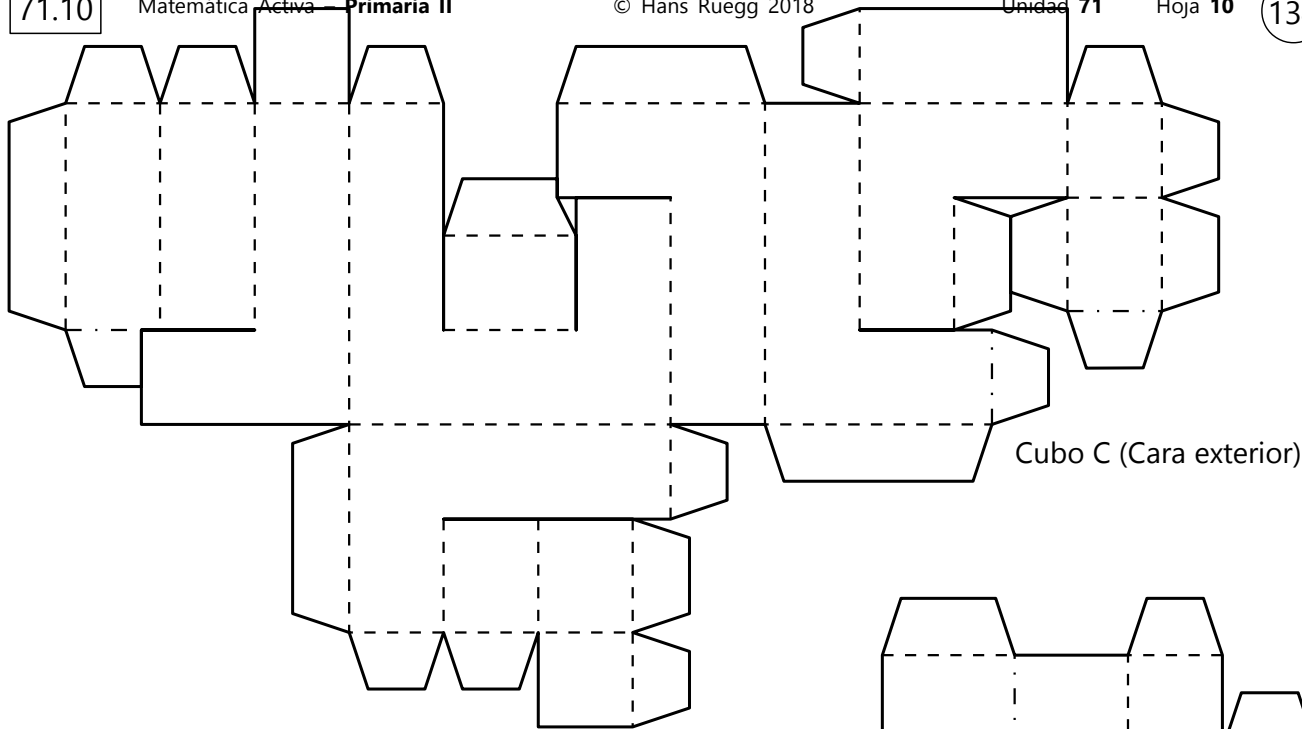 71.10 Matemática Activa – Primaria II © Hans Ruegg 2018 Unidad 71 Hoja 10 13
Cubo C (Cara exterior)